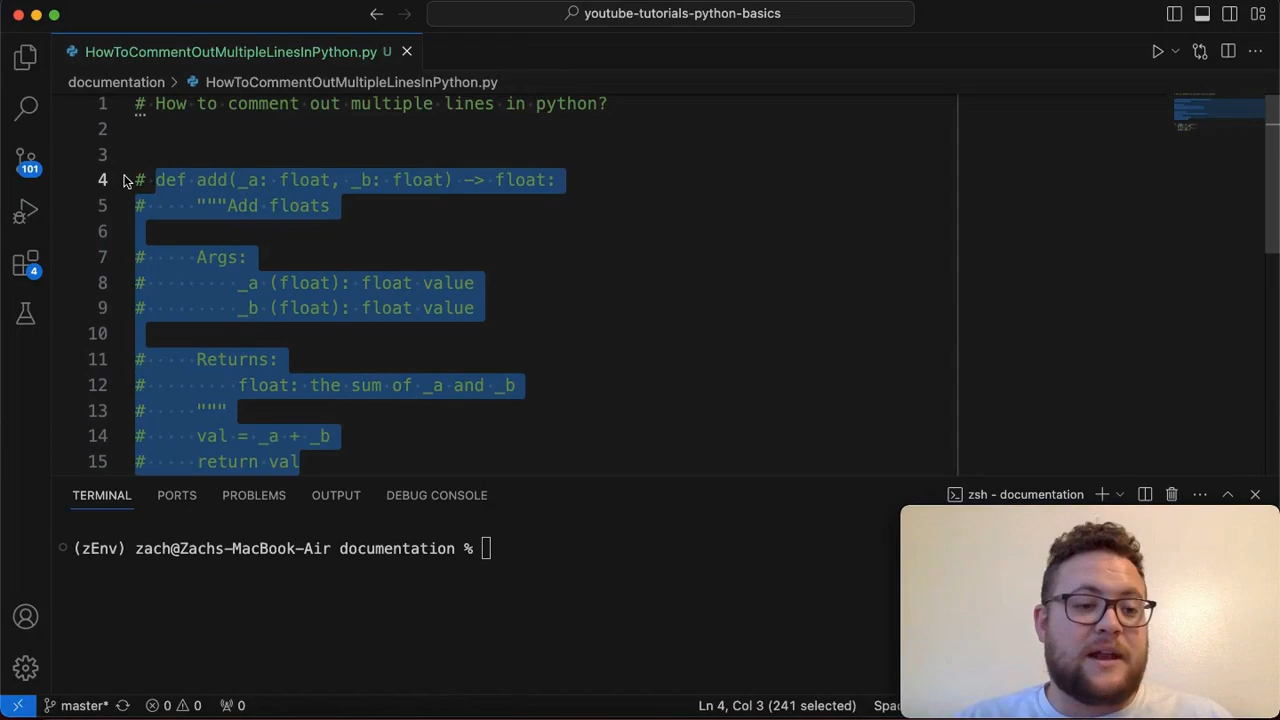 youtube-tutorials-python-basics
HowToCommentOutMultipleLinesInPython.py U
documentation > HowToCommentOutMultipleLinesInPython.py
1 # How to comment out multiple lines in python?
2
3
4 # def add(_a: float, _b: float) -> float:
5 #     """Add floats
6
7 #     Args:
8 #         _a (float): float value
9 #         _b (float): float value
10
11 #     Returns:
12 #         float: the sum of _a and _b
13 #     """
14 #     val = _a + _b
15 #     return val
101
4
TERMINAL PORTS PROBLEMS OUTPUT DEBUG CONSOLE zsh - documentation
(zEnv) zach@Zachs-MacBook-Air documentation %
master* 0 0 0 Ln 4, Col 3 (241 selected)